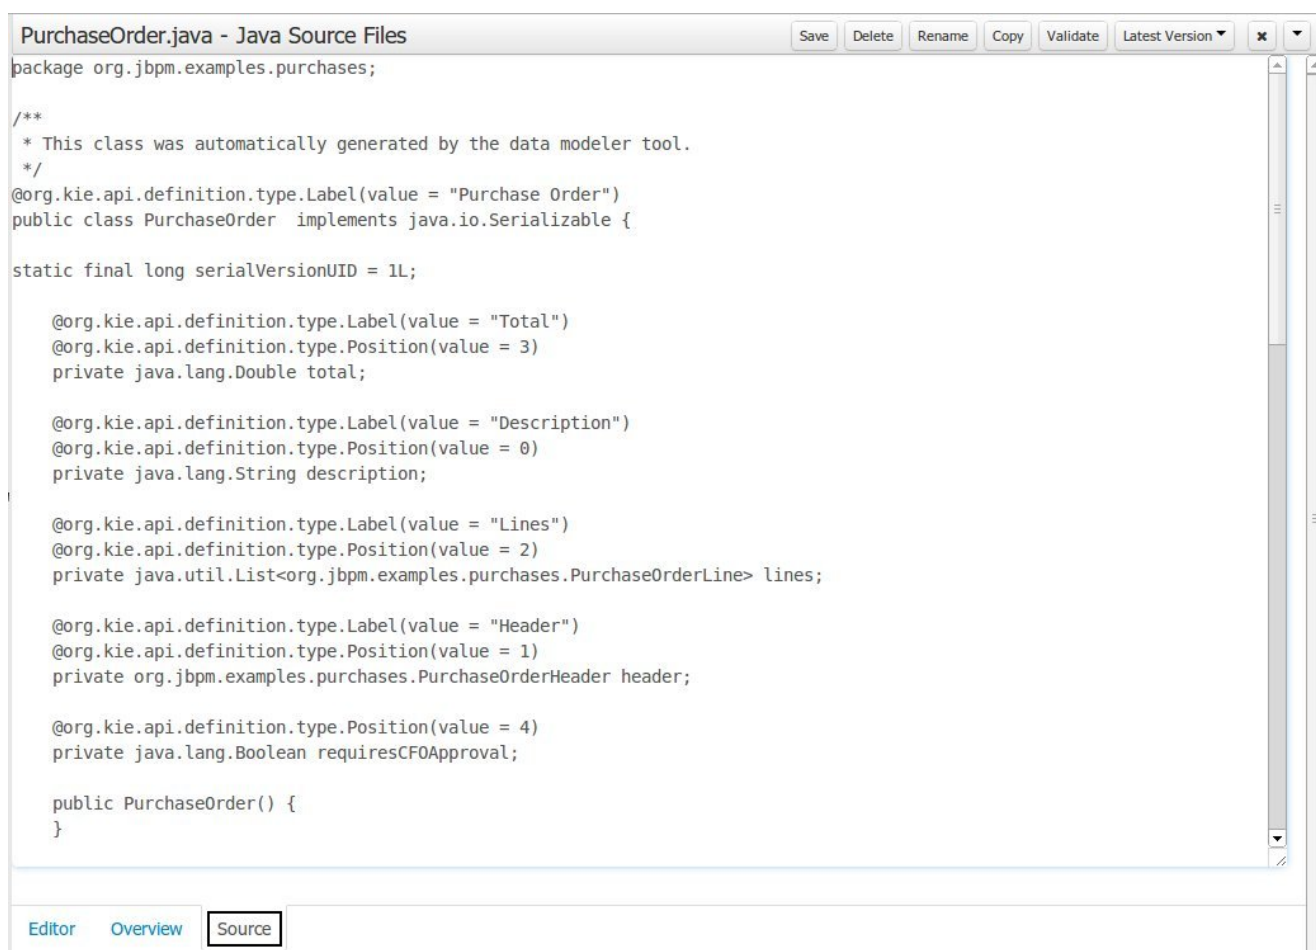 PurchaseOrder.java - Java Source Files
Save Delete Rename Copy Validate Latest Version
package org.jbpm.examples.purchases;
/**
 * This class was automatically generated by the data modeler tool.
 */
@org.kie.api.definition.type.Label(value = "Purchase Order")
public class PurchaseOrder  implements java.io.Serializable {
static final long serialVersionUID = 1L;
    @org.kie.api.definition.type.Label(value = "Total")
    @org.kie.api.definition.type.Position(value = 3)
    private java.lang.Double total;
    @org.kie.api.definition.type.Label(value = "Description")
    @org.kie.api.definition.type.Position(value = 0)
    private java.lang.String description;
    @org.kie.api.definition.type.Label(value = "Lines")
    @org.kie.api.definition.type.Position(value = 2)
    private java.util.List<org.jbpm.examples.purchases.PurchaseOrderLine> lines;
    @org.kie.api.definition.type.Label(value = "Header")
    @org.kie.api.definition.type.Position(value = 1)
    private org.jbpm.examples.purchases.PurchaseOrderHeader header;
    @org.kie.api.definition.type.Position(value = 4)
    private java.lang.Boolean requiresCFOApproval;
    public PurchaseOrder() {
    }
Editor Overview Source